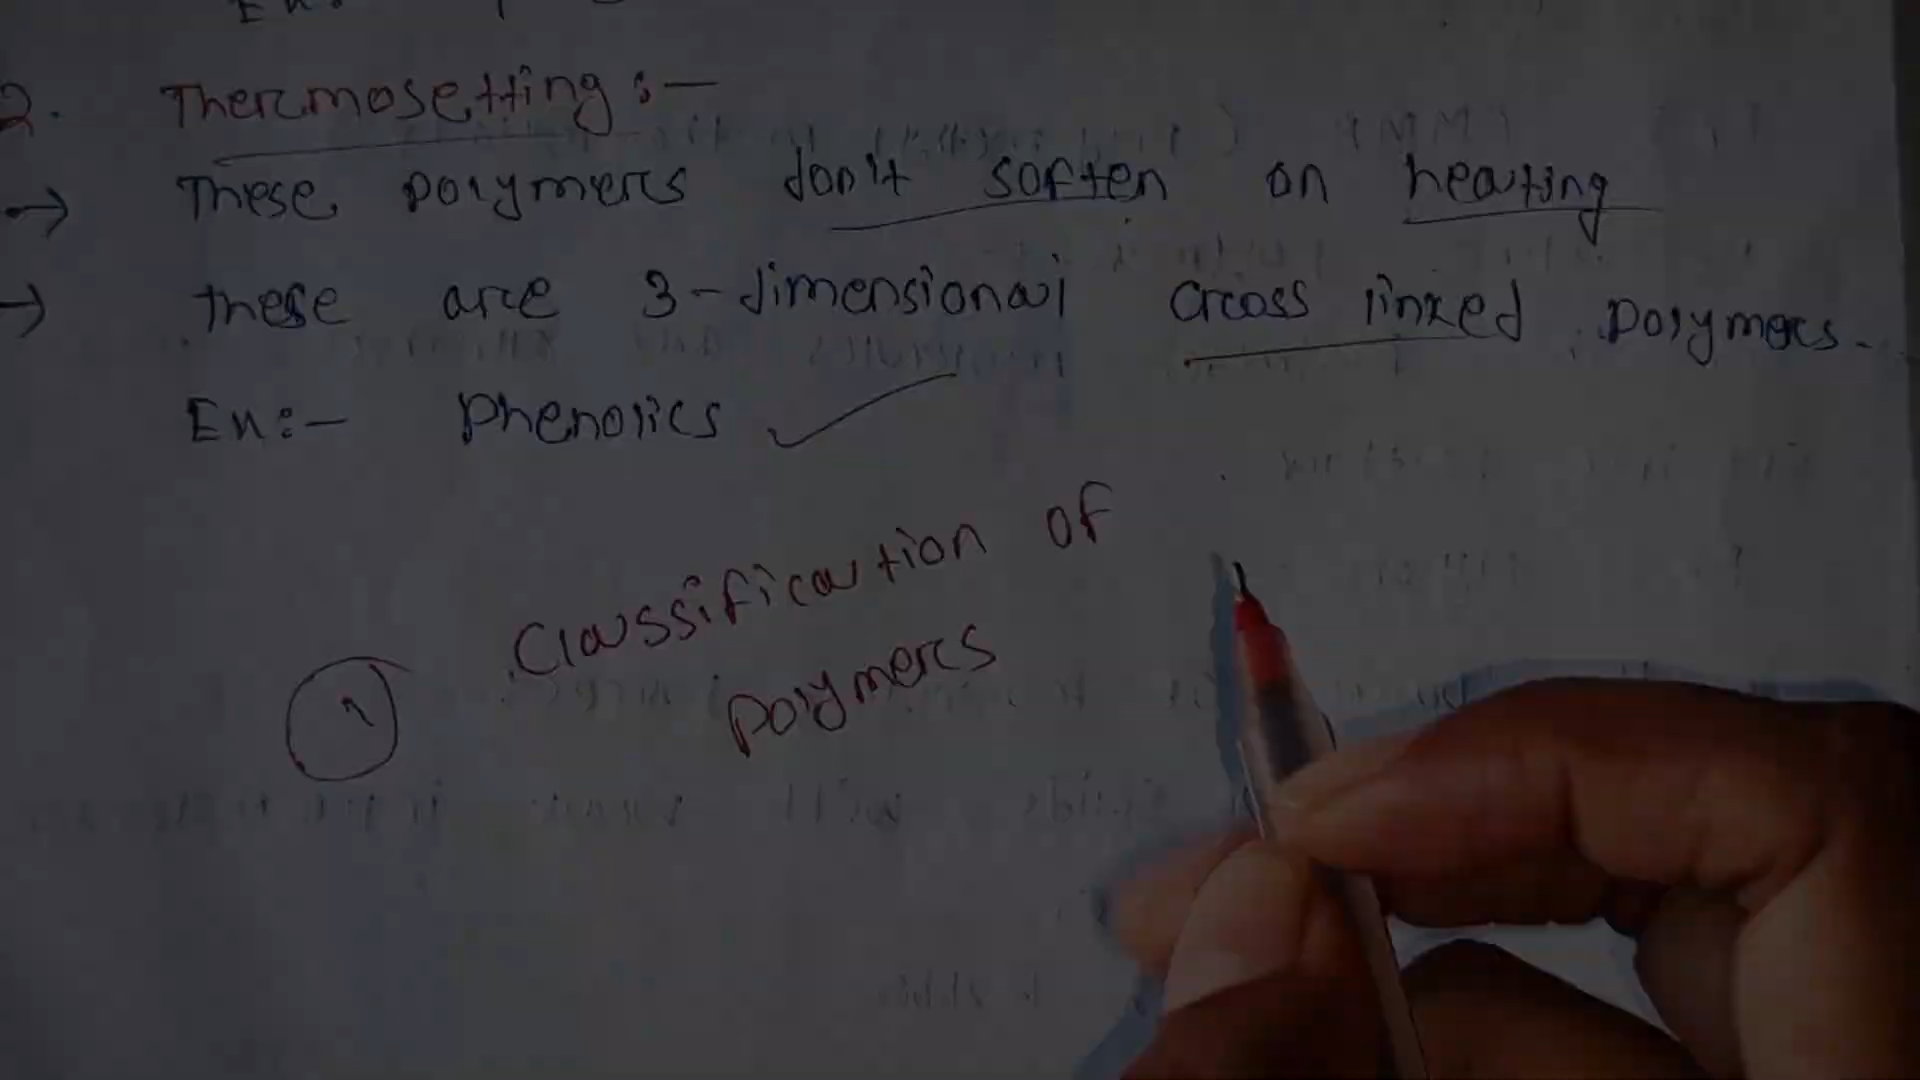 2. Thermosetting :-
→ These polymers don't soften on heating
→ these are 3-dimensional cross linked polymers.
Ex:- Phenolics ✓
Classification of
polymers